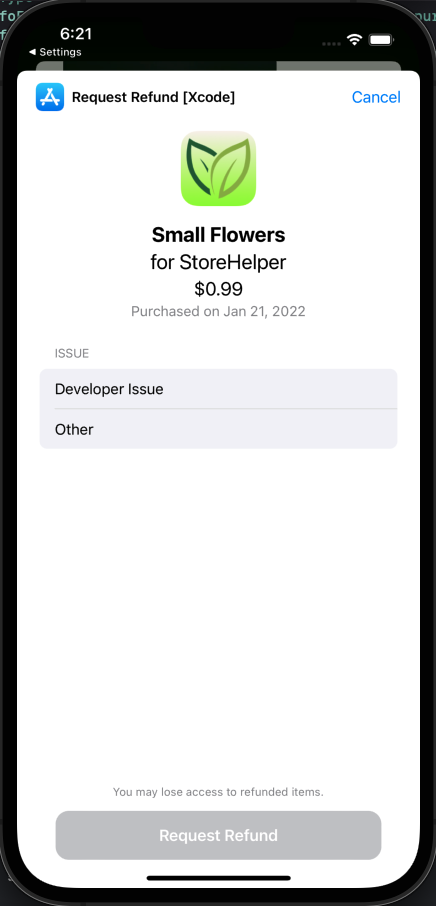 6:21
◀ Settings
Request Refund [Xcode]
Cancel
Small Flowers
for StoreHelper
$0.99
Purchased on Jan 21, 2022
ISSUE
Developer Issue
Other
You may lose access to refunded items.
Request Refund